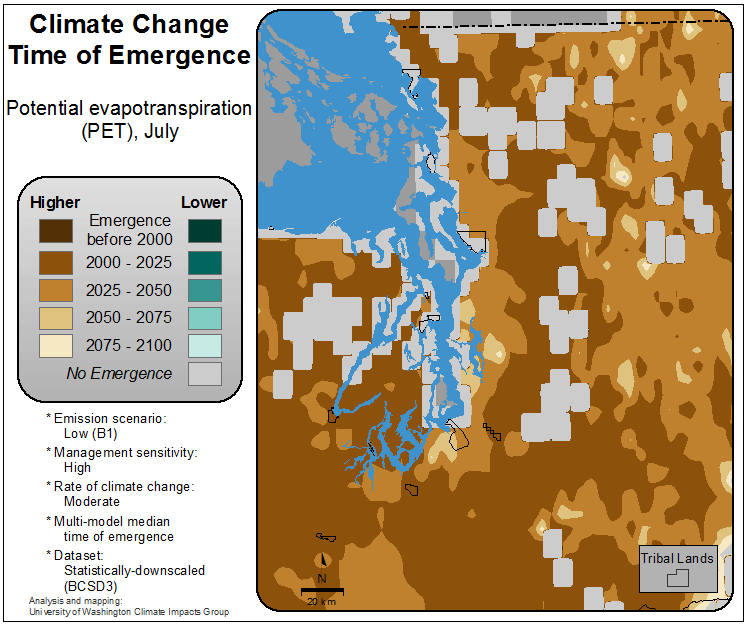 Climate Change
Time of Emergence
Potential evapotranspiration
(PET), July
Higher
Lower
Emergence
before 2000
2000 - 2025
2025 - 2050
2050 - 2075
2075 - 2100
No Emergence
* Emission scenario:
Low (B1)
* Management sensitivity:
High
* Rate of climate change:
Moderate
* Multi-model median
time of emergence
* Dataset:
Statistically-downscaled
(BCSD3)
Analysis and mapping:
University of Washington Climate Impacts Group
N
20 km
Tribal Lands